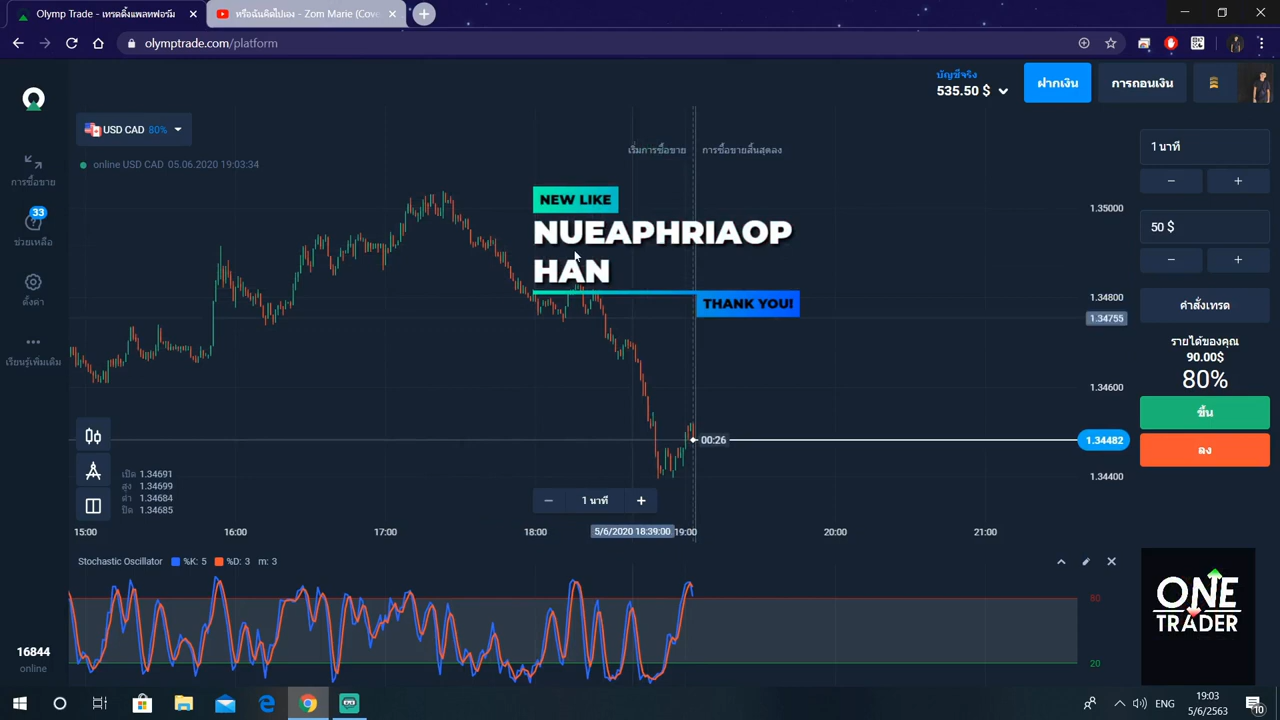 Olymp Trade - เทรดดิ้งแพลทฟอร์ม
หรือฉันคิดไปเอง - Zom Marie (Cov
olymptrade.com/platform
บัญชีจริง
535.50 $
ฝากเงิน
การถอนเงิน
USD CAD 80%
online USD CAD 05.06.2020 19:03:34
เริ่มการซื้อขาย
การซื้อขายสิ้นสุดลง
การซื้อขาย
33
ช่วยเหลือ
ตั้งค่า
เรียนรู้เพิ่มเติม
NEW LIKE
NUEAPHRIAOP
HAN
THANK YOU!
1.35000
1.34800
1.34755
1.34600
1.34482
1.34400
00:26
1 นาที
50 $
คำสั่งเทรด
รายได้ของคุณ
90.00$
80%
ขึ้น
ลง
เปิด 1.34691
สูง 1.34699
ต่ำ 1.34684
ปิด 1.34685
1 นาที
15:00
16:00
17:00
18:00
5/6/2020 18:39:00
19:00
20:00
21:00
Stochastic Oscillator %K: 5 %D: 3 m: 3
80
20
ONE
TRADER
16844
online
ENG
19:03
5/6/2563
10